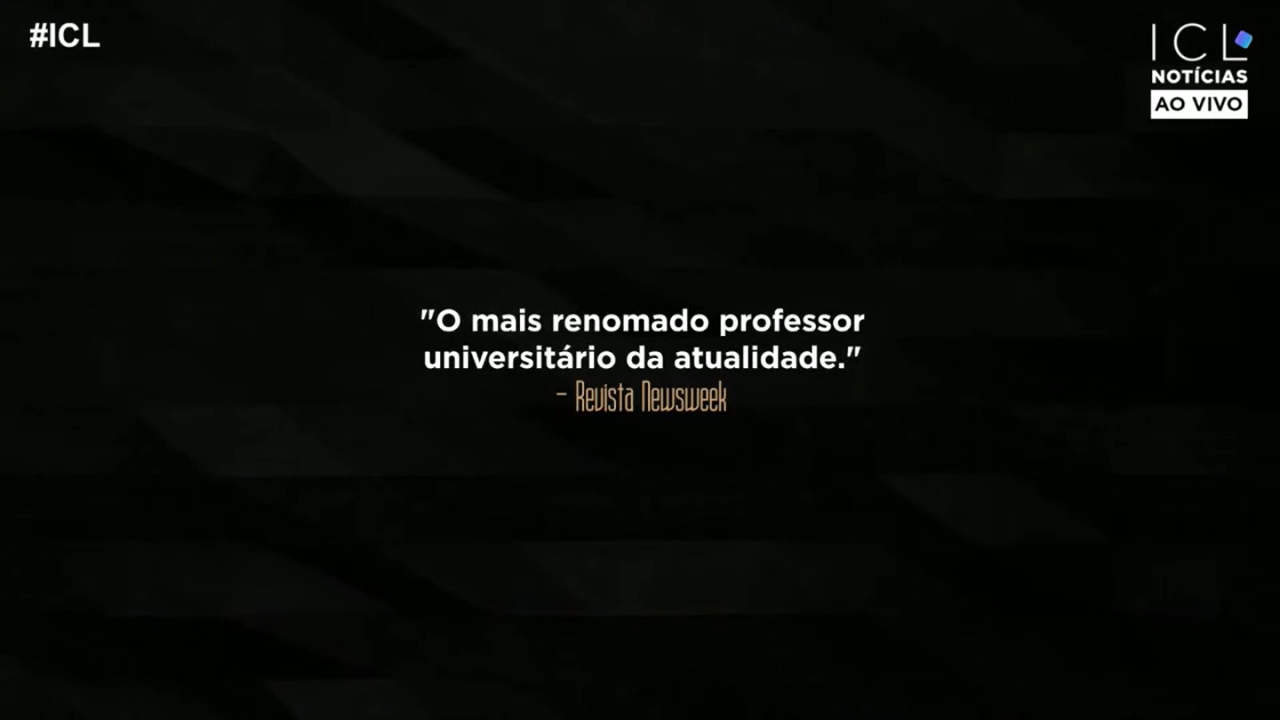 #ICL
ICL
NOTÍCIAS
AO VIVO
"O mais renomado professor
universitário da atualidade."
– Revista Newsweek